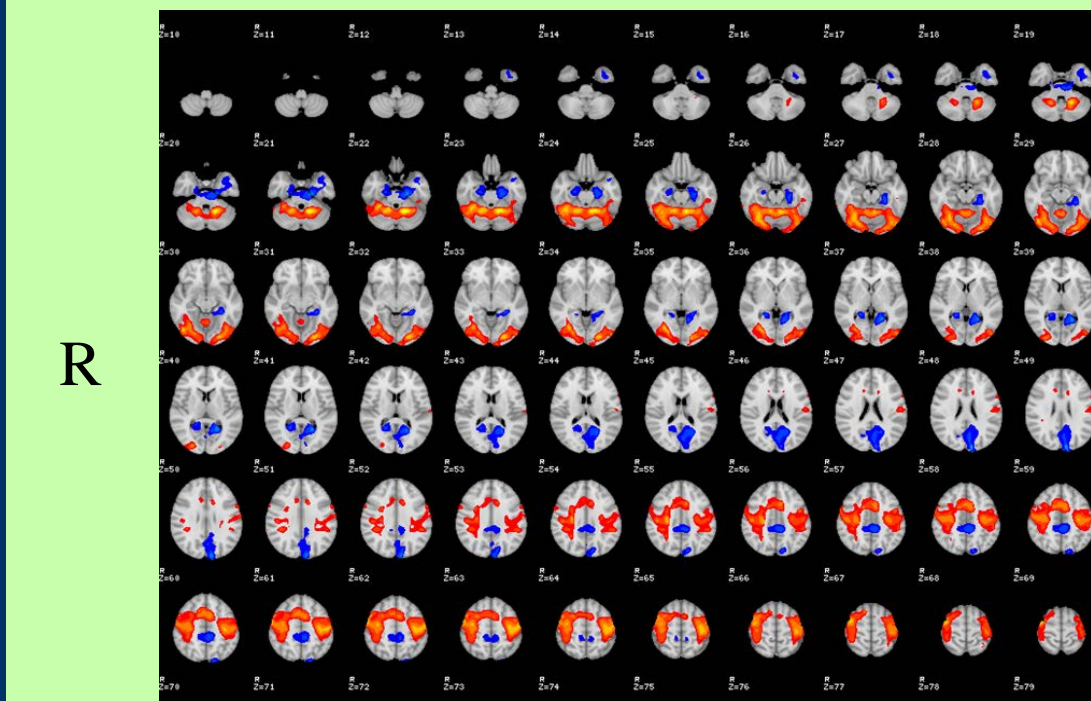 R R R R R R R R R R
Z=10 Z=11 Z=12 Z=13 Z=14 Z=15 Z=16 Z=17 Z=18 Z=19
R R R R R R R R R R
Z=20 Z=21 Z=22 Z=23 Z=24 Z=25 Z=26 Z=27 Z=28 Z=29
R R R R R R R R R R
Z=30 Z=31 Z=32 Z=33 Z=34 Z=35 Z=36 Z=37 Z=38 Z=39
R
R R R R R R R R R R
Z=40 Z=41 Z=42 Z=43 Z=44 Z=45 Z=46 Z=47 Z=48 Z=49
R R R R R R R R R R
Z=50 Z=51 Z=52 Z=53 Z=54 Z=55 Z=56 Z=57 Z=58 Z=59
R R R R R R R R R R
Z=60 Z=61 Z=62 Z=63 Z=64 Z=65 Z=66 Z=67 Z=68 Z=69
R R R R R R R R R R
Z=70 Z=71 Z=72 Z=73 Z=74 Z=75 Z=76 Z=77 Z=78 Z=79